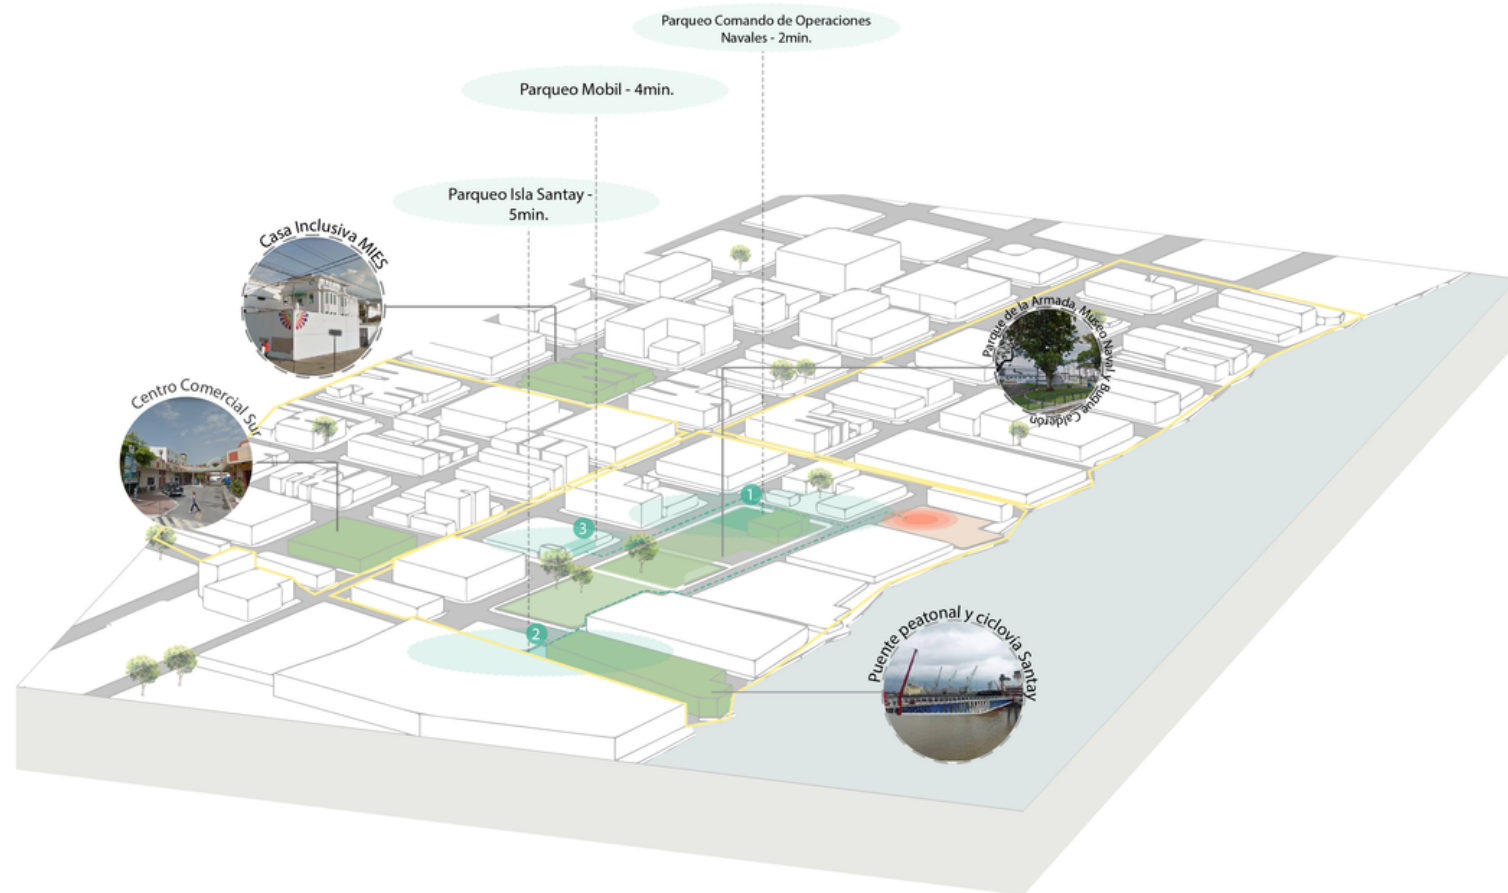 Parqueo Comando de Operaciones
Navales - 2min.
Parqueo Mobil - 4min.
Parqueo Isla Santay -
5min.
Casa Inclusiva MIES
Parque de la Armada, Museo Naval y Buque Calderón
Centro Comercial Sur
1
3
2
Puente peatonal y ciclovía Santay